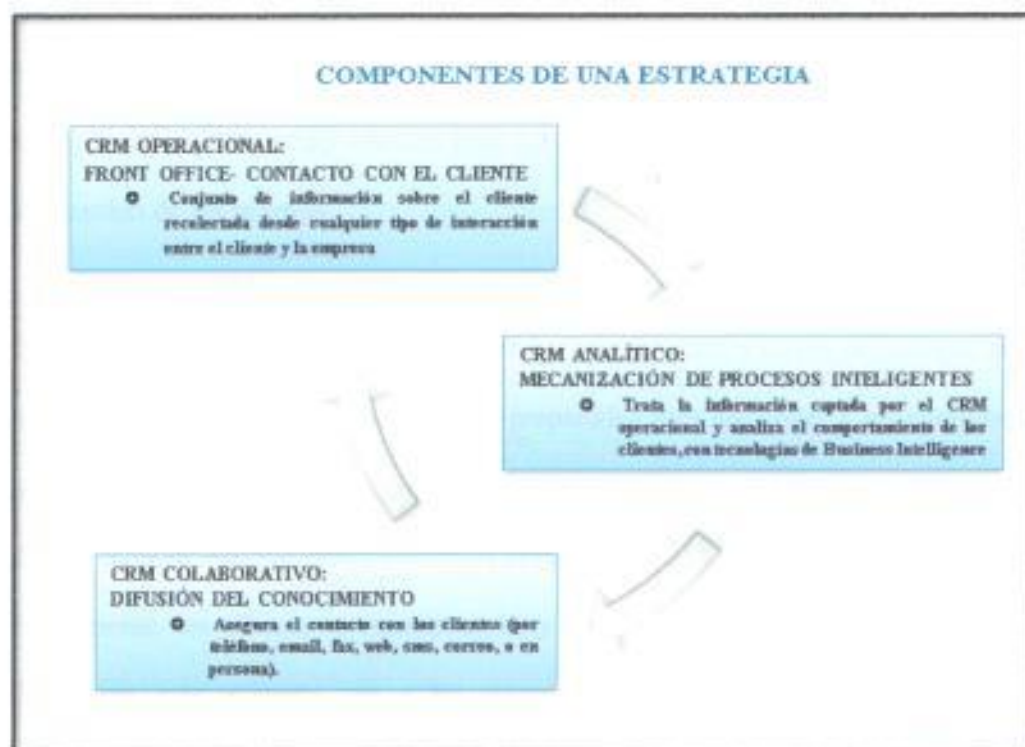 COMPONENTES DE UNA ESTRATEGIA
CRM OPERACIONAL:
FRONT OFFICE- CONTACTO CON EL CLIENTE
Conjunto de información sobre el cliente
recolectada desde cualquier tipo de interacción
entre el cliente y la empresa
CRM ANALÍTICO:
MECANIZACIÓN DE PROCESOS INTELIGENTES
Trata la información captada por el CRM
operacional y analiza el comportamiento de los
clientes, con tecnologías de Business Intelligence
CRM COLABORATIVO:
DIFUSIÓN DEL CONOCIMIENTO
Asegura el contacto con los clientes (por
teléfono, email, fax, web, sms, correo, o en
persona).